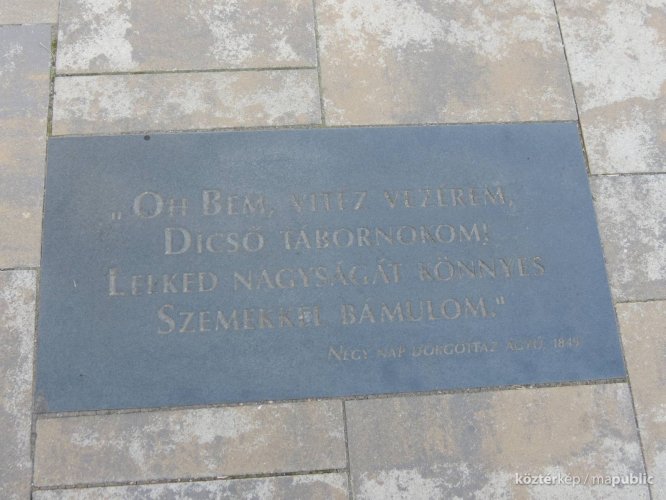 „Oh Bem, vitéz vezérem,
Dicső tábornokom!
Lelked nagyságát könnyes
Szemekkel bámulom."
Négy nap dörgött az ágyú, 1849.
köztérkép / mapublic